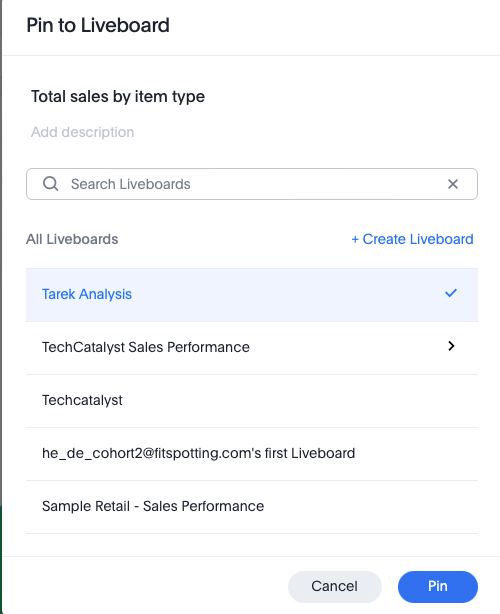 Pin to Liveboard
Total sales by item type
Add description
Search Liveboards
All Liveboards
+ Create Liveboard
Tarek Analysis
TechCatalyst Sales Performance
Techcatalyst
he_de_cohort2@fitspotting.com's first Liveboard
Sample Retail - Sales Performance
Cancel
Pin